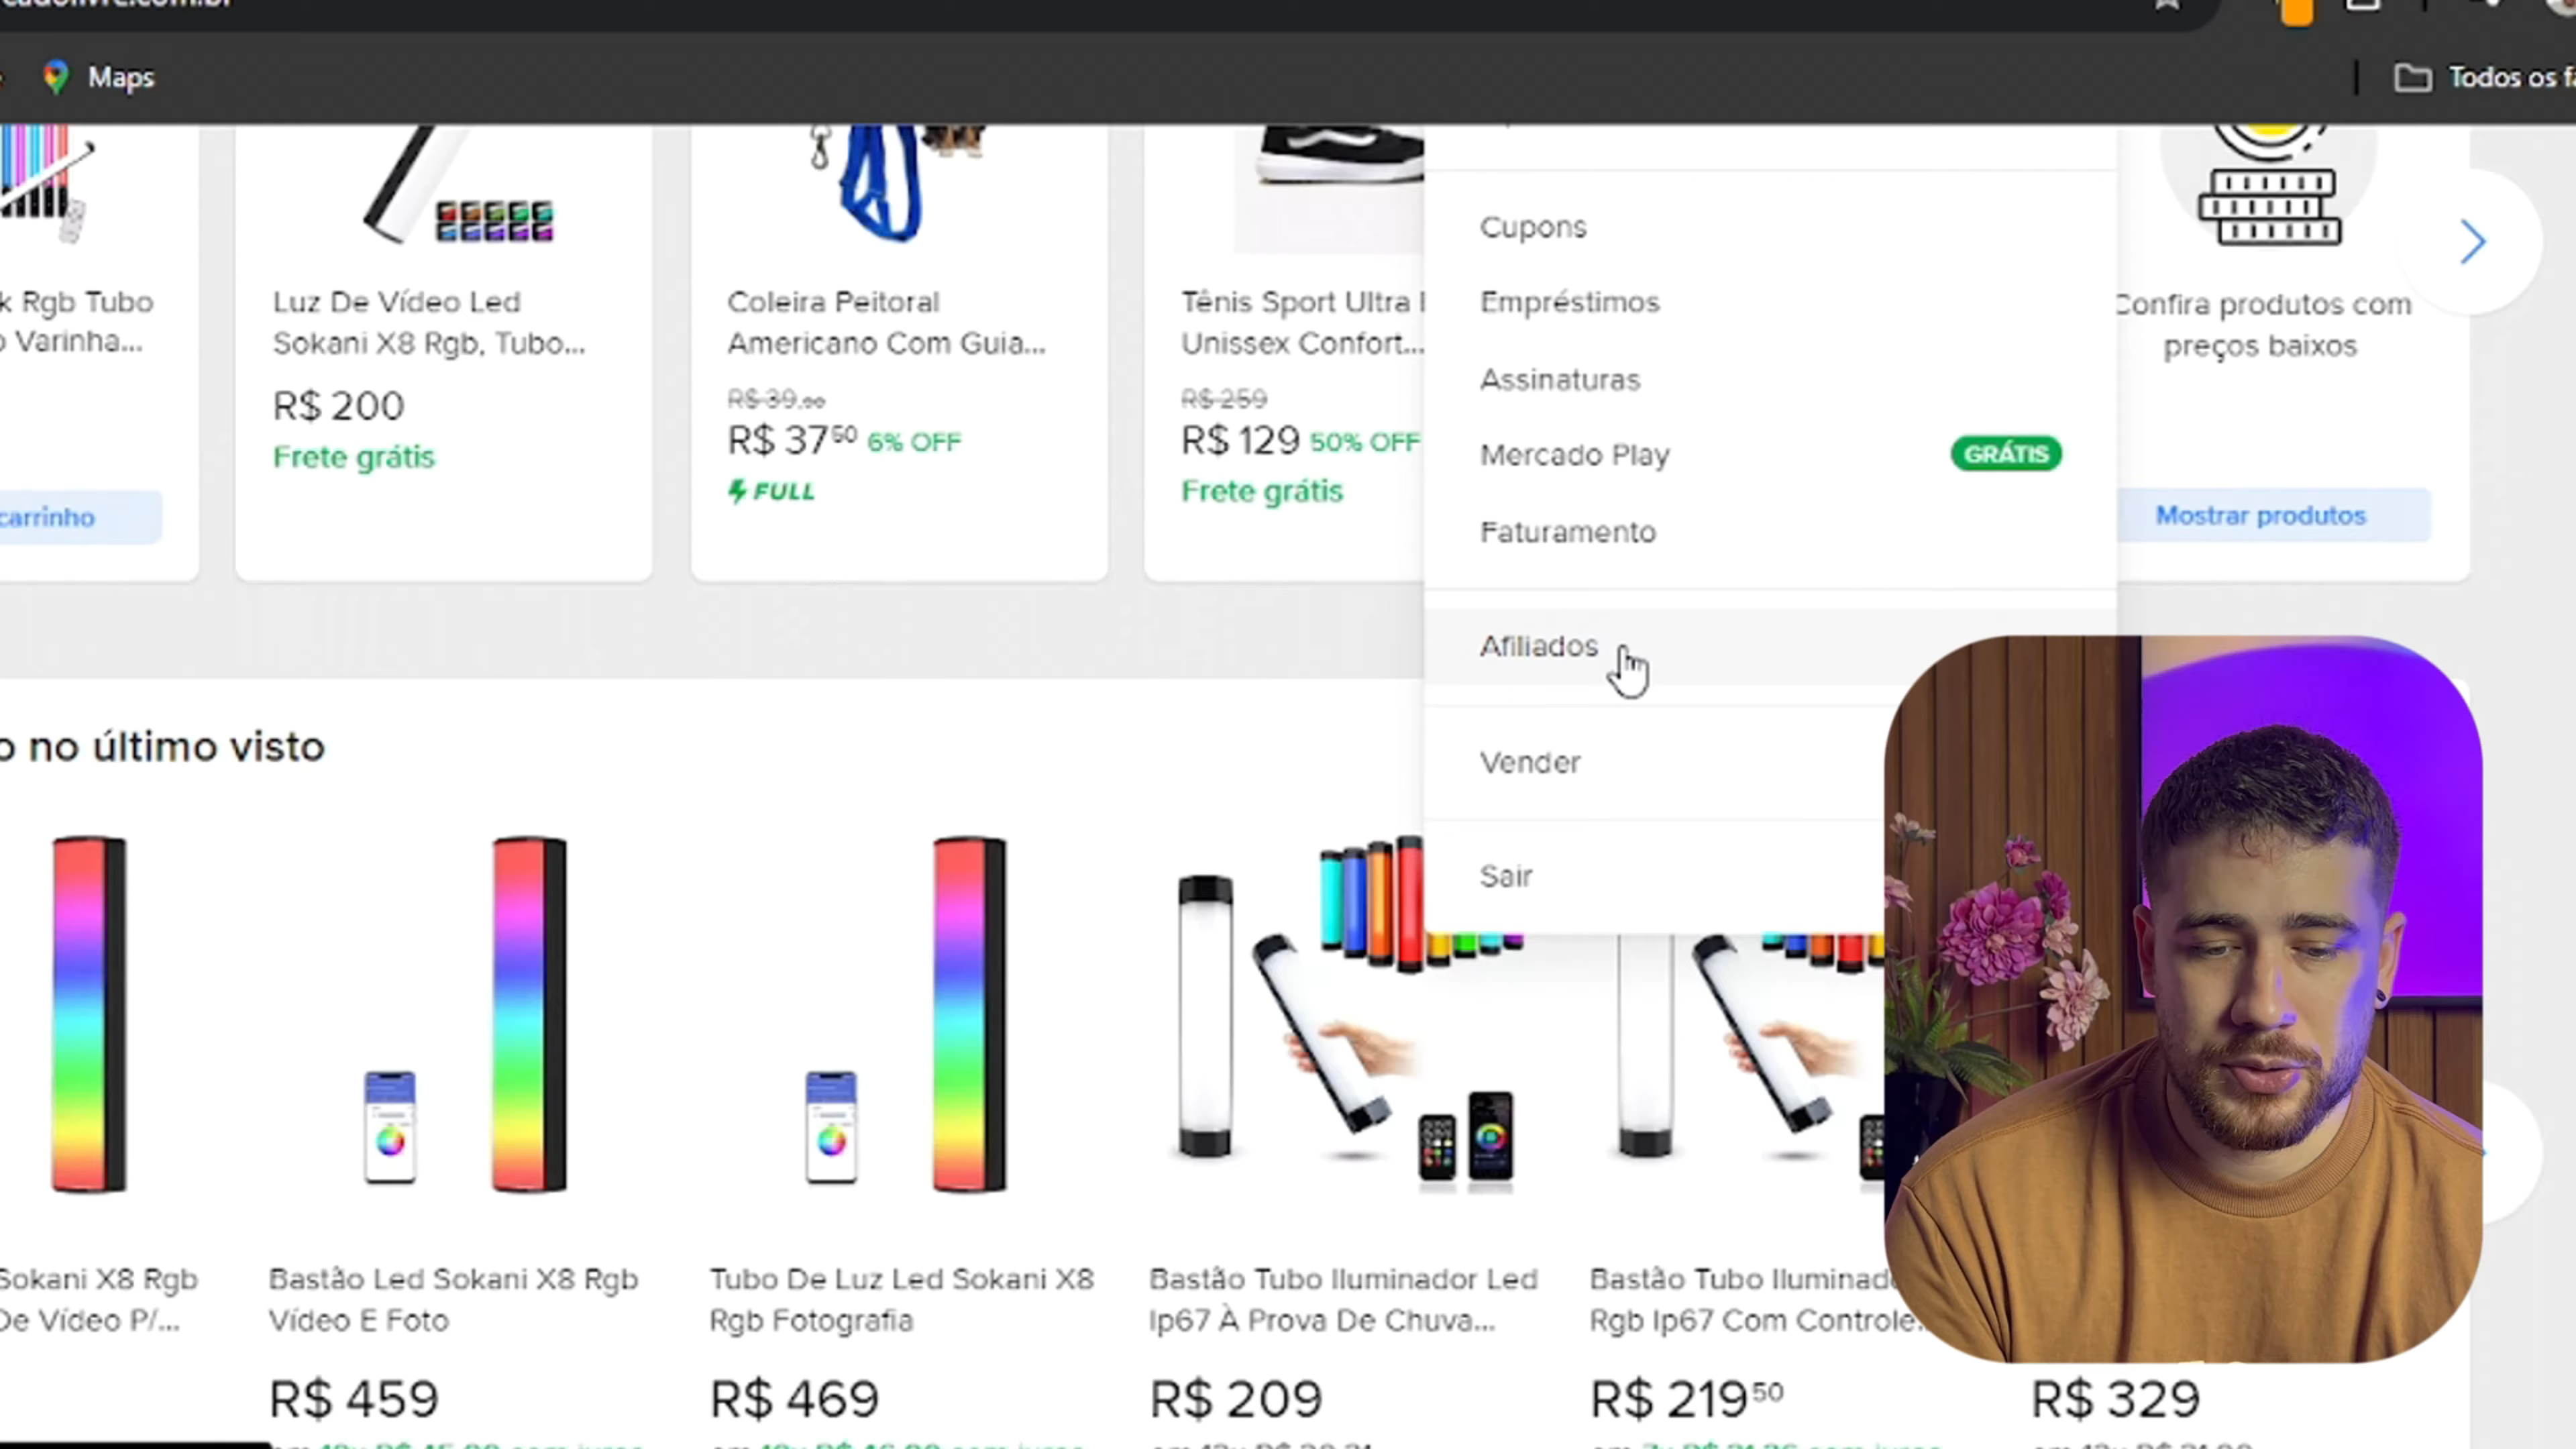 Maps
Todos os
Rgb Tubo
Varinha...
carrinho
Luz De Vídeo Led
Sokani X8 Rgb, Tubo...
R$ 200
Frete grátis
Coleira Peitoral
Americano Com Guia...
R$ 39,90
R$ 37 50 6% OFF
FULL
Tênis Sport Ultra
Unissex Confort...
R$ 259
R$ 129 50% OFF
Frete grátis
Cupons
Empréstimos
Assinaturas
Mercado Play GRÁTIS
Faturamento
Afiliados
Vender
Sair
Confira produtos com
preços baixos
Mostrar produtos
no último visto
Sokani X8 Rgb
De Vídeo P/...
Bastão Led Sokani X8 Rgb
Vídeo E Foto
R$ 459
Tubo De Luz Led Sokani X8
Rgb Fotografia
R$ 469
Bastão Tubo Iluminador Led
Ip67 À Prova De Chuva...
R$ 209
Bastão Tubo
Rgb Ip67 Com Controle...
R$ 219 50
R$ 329